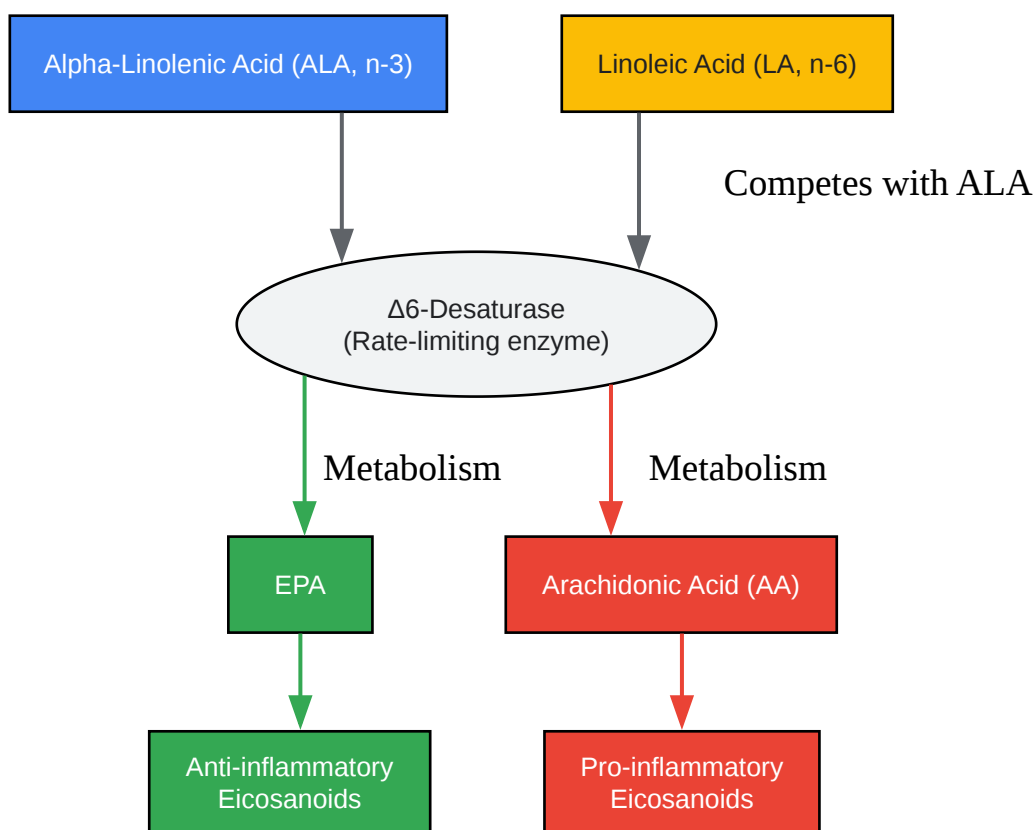 Alpha-Linolenic Acid (ALA, n-3)
Linoleic Acid (LA, n-6)
Competes with ALA
Δ6-Desaturase
(Rate-limiting enzyme)
Metabolism
Metabolism
EPA
Arachidonic Acid (AA)
Anti-inflammatory
Eicosanoids
Pro-inflammatory
Eicosanoids